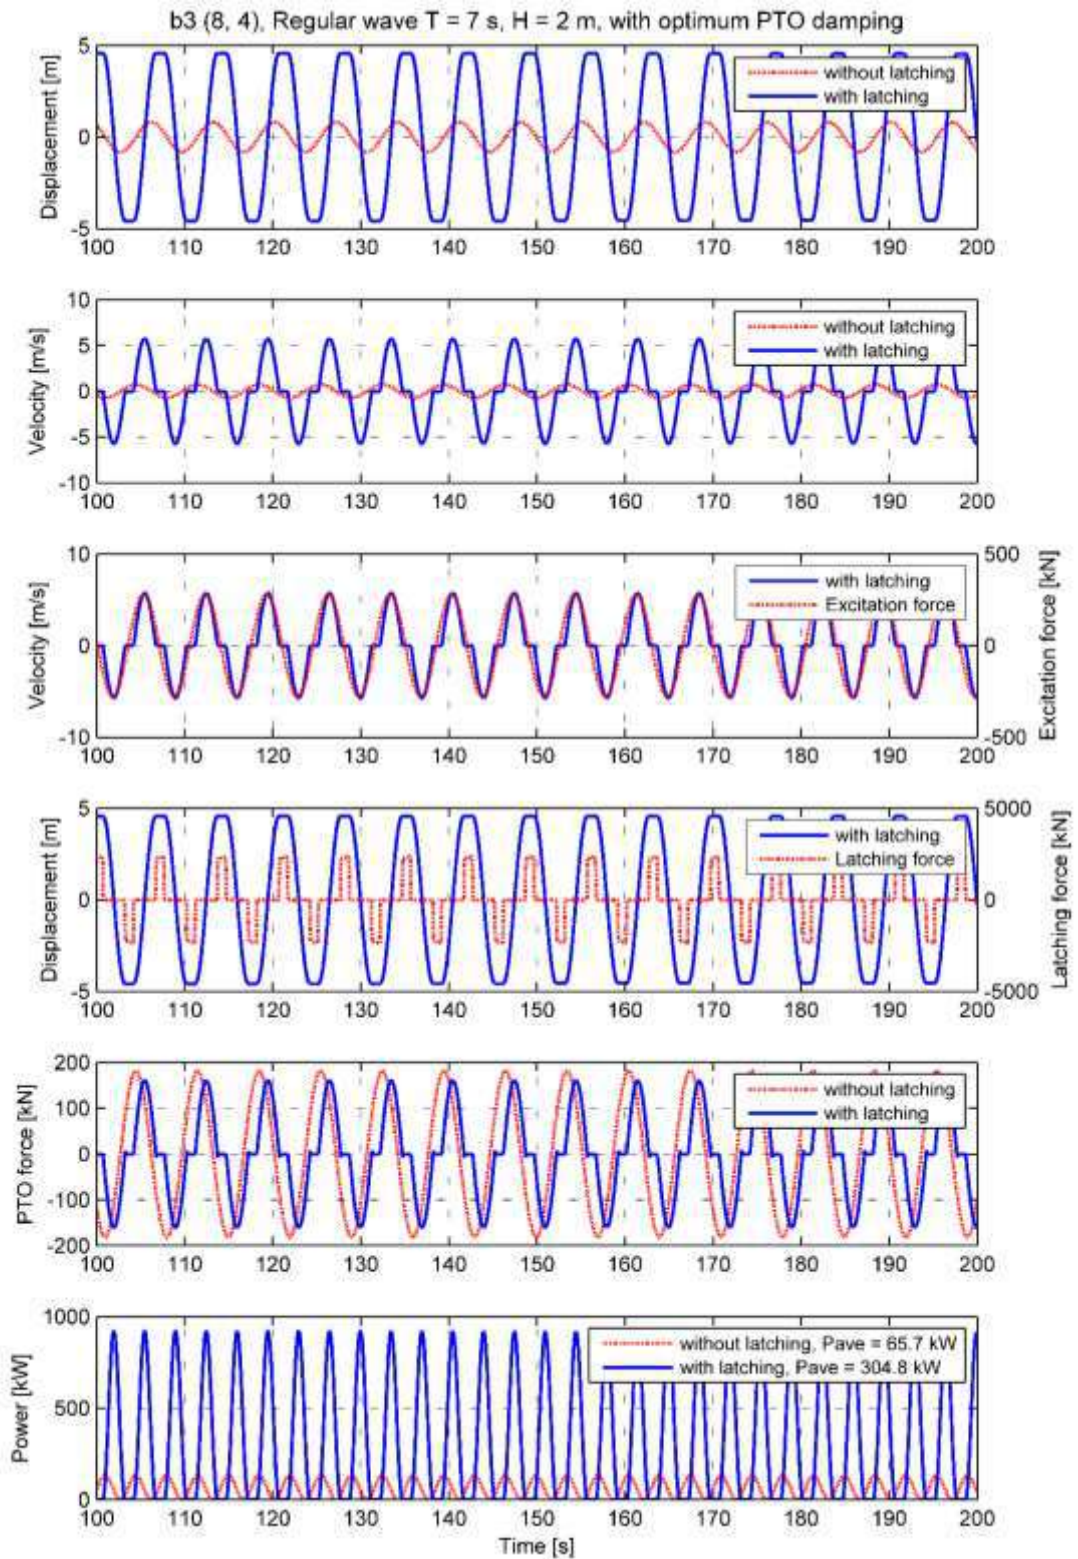 b3 (8, 4), Regular wave T = 7 s, H = 2 m, with optimum PTO damping
Displacement [m]
5
0
-5
without latching
with latching
100 110 120 130 140 150 160 170 180 190 200
Velocity [m/s]
10
5
0
-5
-10
without latching
with latching
100 110 120 130 140 150 160 170 180 190 200
Velocity [m/s]
10
0
-10
with latching
Excitation force
500
0
-500
Excitation force [kN]
100 110 120 130 140 150 160 170 180 190 200
Displacement [m]
5
0
-5
with latching
Latching force
5000
0
-5000
Latching force [kN]
100 110 120 130 140 150 160 170 180 190 200
PTO force [kN]
200
100
0
-100
-200
without latching
with latching
100 110 120 130 140 150 160 170 180 190 200
Power [kW]
1000
500
0
without latching, Pave = 65.7 kW
with latching, Pave = 304.8 kW
100 110 120 130 140 150 160 170 180 190 200
Time [s]